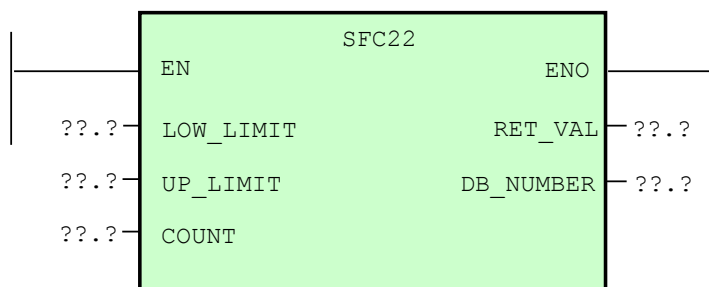 SFC22
EN ENO
??.? LOW_LIMIT RET_VAL ??.?
??.? UP_LIMIT DB_NUMBER ??.?
??.? COUNT